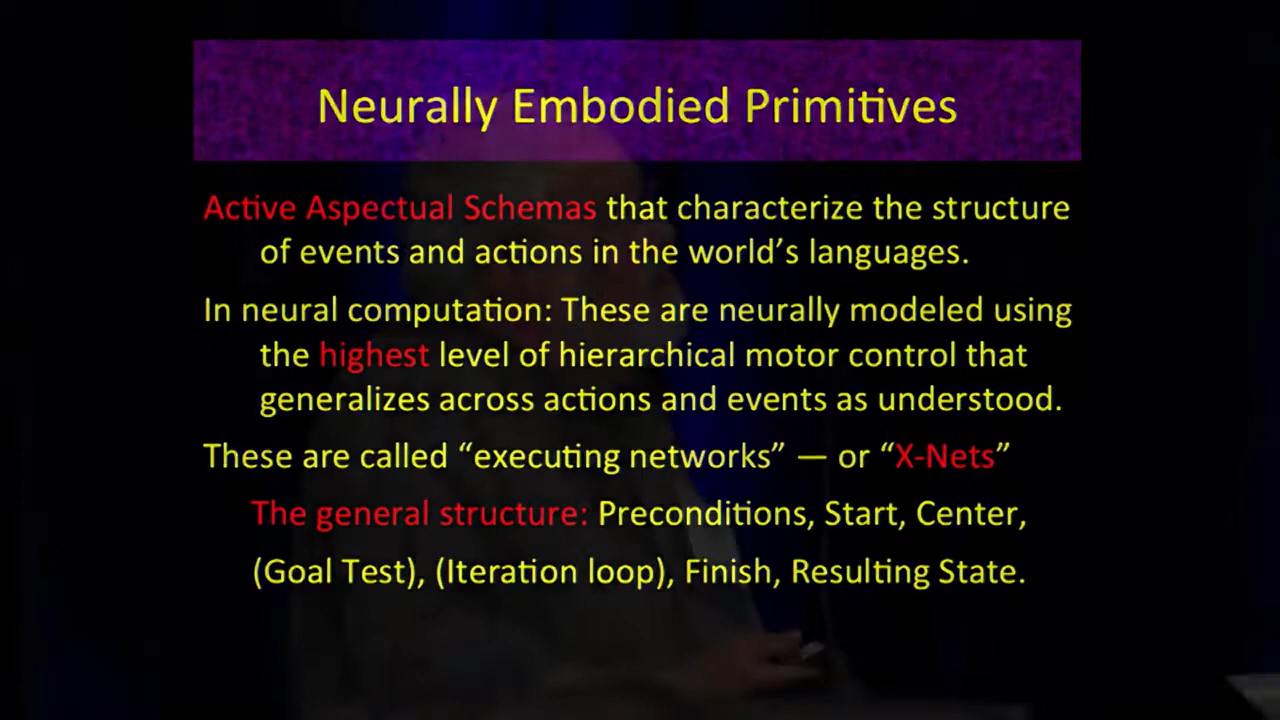 Neurally Embodied Primitives
Active Aspectual Schemas that characterize the structure
of events and actions in the world’s languages.
In neural computation: These are neurally modeled using
the highest level of hierarchical motor control that
generalizes across actions and events as understood.
These are called “executing networks” — or “X-Nets”
The general structure: Preconditions, Start, Center,
(Goal Test), (Iteration loop), Finish, Resulting State.